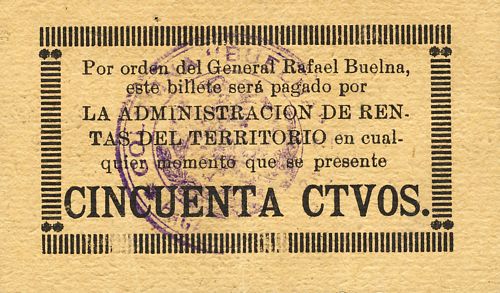 Por orden del General Rafael Buelna,
este billete será pagado por
LA ADMINISTRACION DE REN-
TAS DEL TERRITORIO en cual-
quier momento que se presente
CINCUENTA CTVOS.